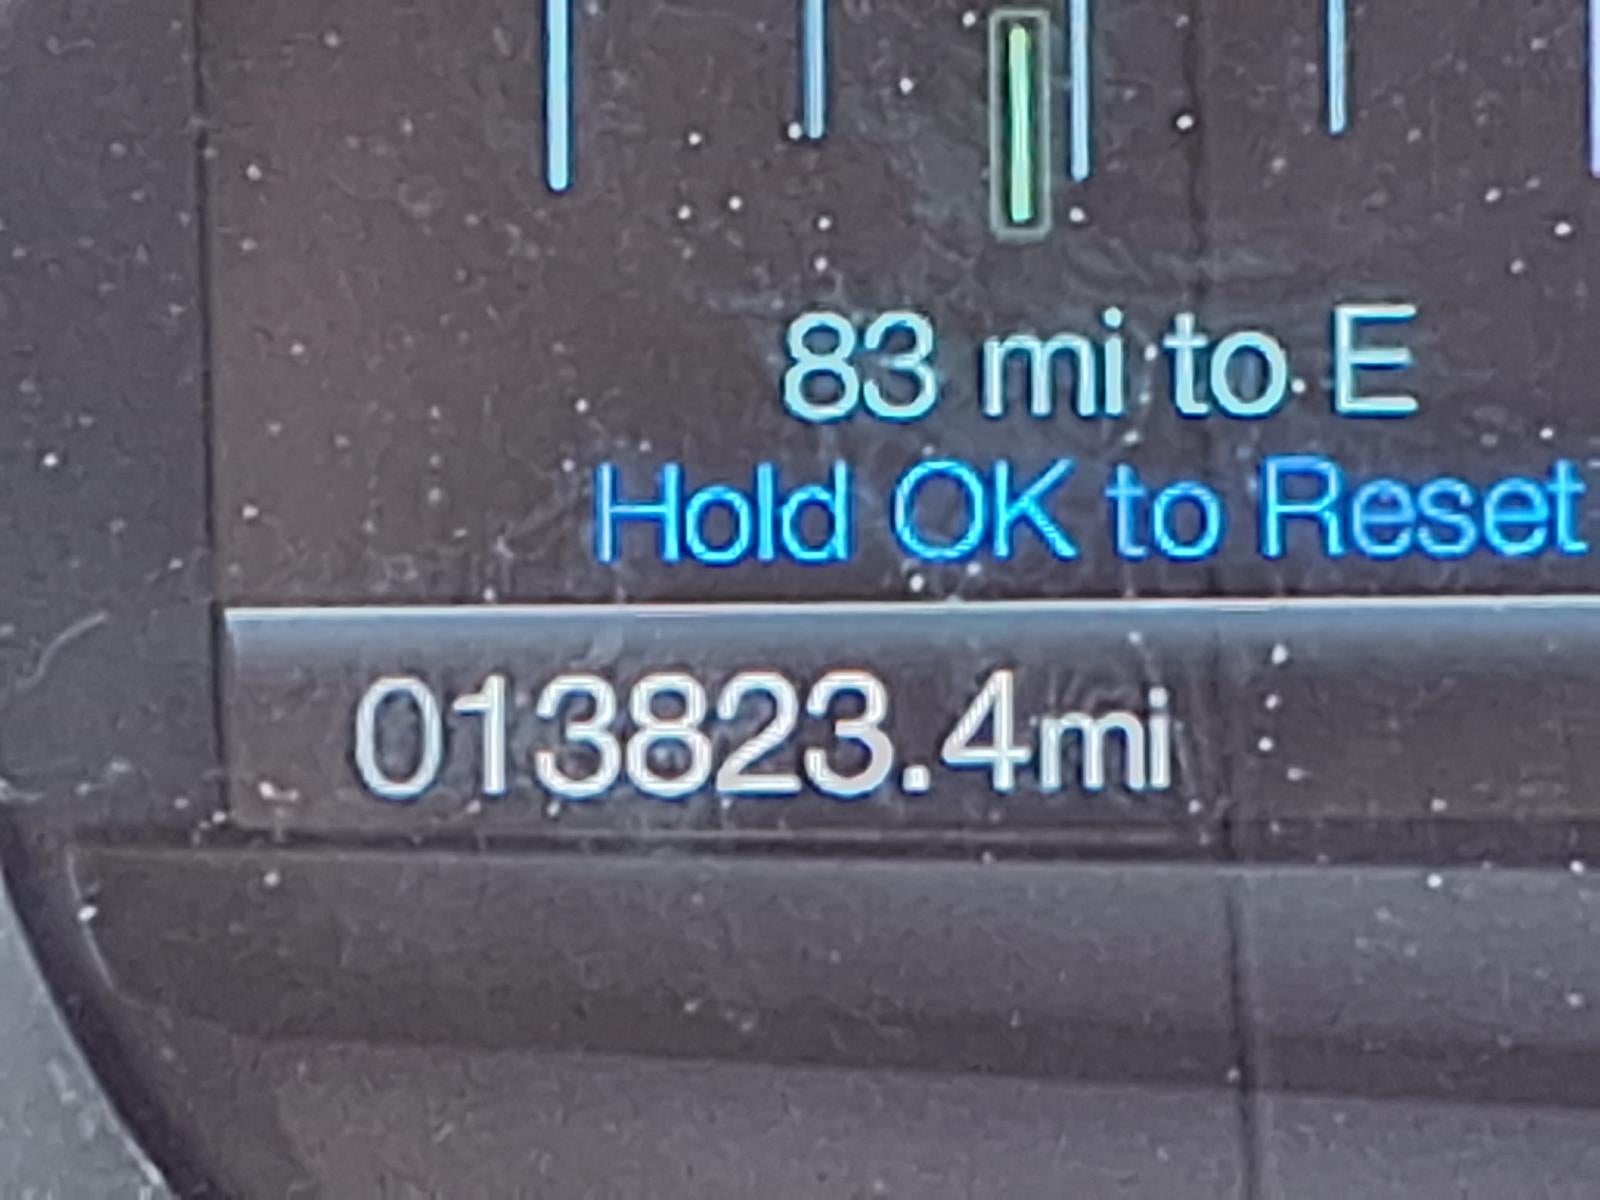 83 mi to E
Hold OK to Reset
013823.4mi